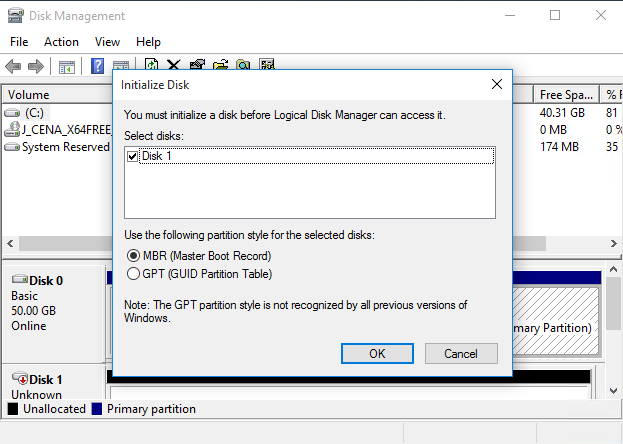 Disk Management
File Action View Help
Volume Free Spa... % F
(C:) 40.31 GB 81
J_CENA_X64FREE_ 0 MB 0 %
System Reserved 174 MB 35
Initialize Disk
You must initialize a disk before Logical Disk Manager can access it.
Select disks:
Disk 1
Use the following partition style for the selected disks:
MBR (Master Boot Record)
GPT (GUID Partition Table)
Note: The GPT partition style is not recognized by all previous versions of
Windows.
OK Cancel
Disk 0
Basic
50.00 GB
Online
mary Partition)
Disk 1
Unknown
Unallocated Primary partition